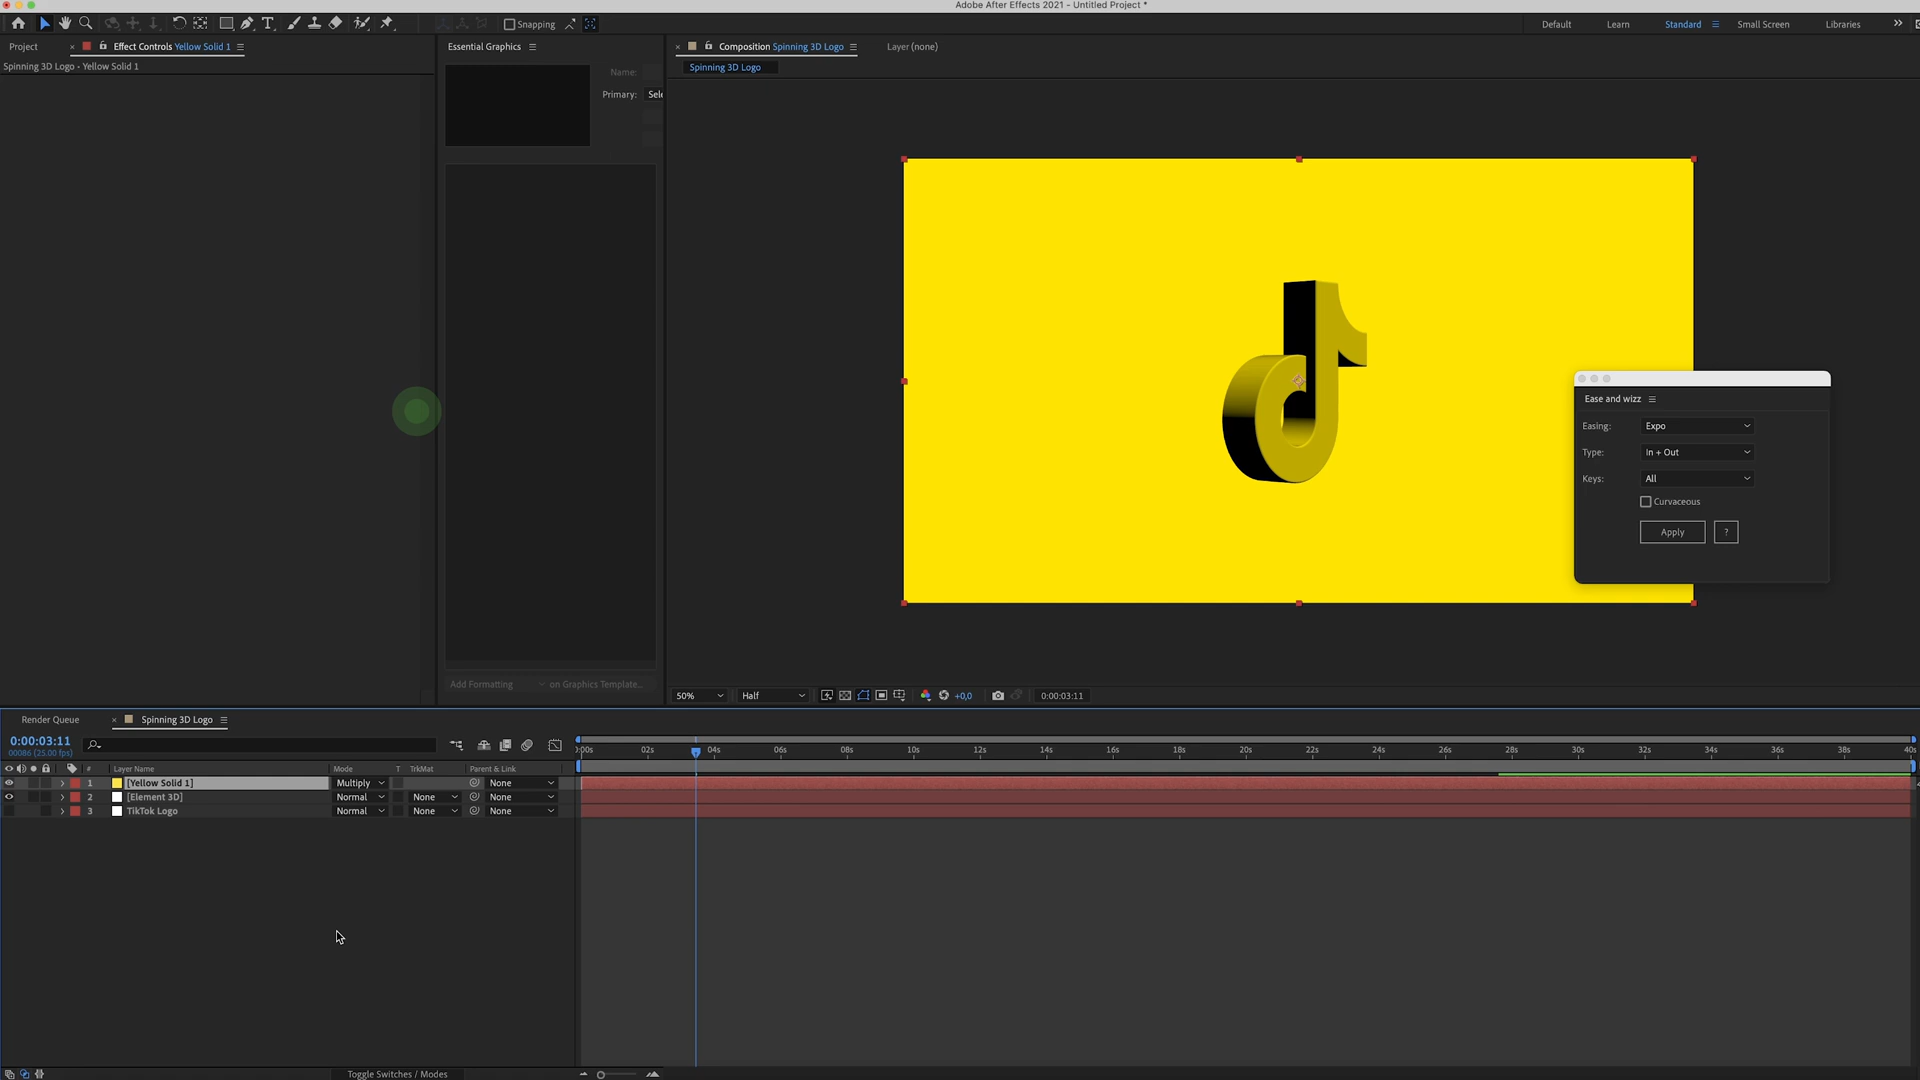 Adobe After Effects 2021 - Untitled Project *
Snapping
Default
Learn
Standard
Small Screen
Libraries
Project
Effect Controls Yellow Solid 1
Essential Graphics
Composition Spinning 3D Logo
Layer (none)
Spinning 3D Logo • Yellow Solid 1
Spinning 3D Logo
Name:
Primary:
Sele
Ease and wizz
Easing:
Expo
Type:
In + Out
Keys:
All
Curvaceous
Apply
?
Add Formatting
on Graphics Template...
50%
Half
+0,0
0:00:03:11
Render Queue
Spinning 3D Logo
0:00:03:11
00086 (25.00 fps)
:00s 02s 04s 06s 08s 10s 12s 14s 16s 18s 20s 22s 24s 26s 28s 30s 32s 34s 36s 38s 40s
# Layer Name Mode T TrkMat Parent & Link
1 [Yellow Solid 1] Multiply None
2 [Element 3D] Normal None None
3 TikTok Logo Normal None None
Toggle Switches / Modes